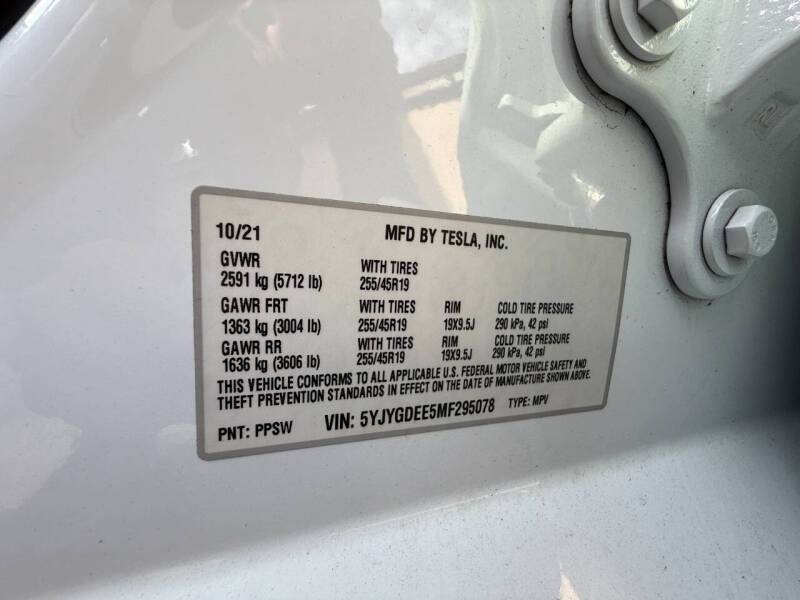 10/21 MFD BY TESLA, INC.
GVWR
2591 kg (5712 lb) WITH TIRES 255/45R19
GAWR FRT WITH TIRES RIM COLD TIRE PRESSURE
1363 kg (3004 lb) 255/45R19 19X9.5J 290 kPa, 42 psi
GAWR RR WITH TIRES RIM COLD TIRE PRESSURE
1636 kg (3606 lb) 255/45R19 19X9.5J 290 kPa, 42 psi
THIS VEHICLE CONFORMS TO ALL APPLICABLE U.S. FEDERAL MOTOR VEHICLE SAFETY AND
THEFT PREVENTION STANDARDS IN EFFECT ON THE DATE OF MANUFACTURE SHOWN ABOVE.
PNT: PPSW VIN: 5YJYGDEE5MF295078 TYPE: MPV